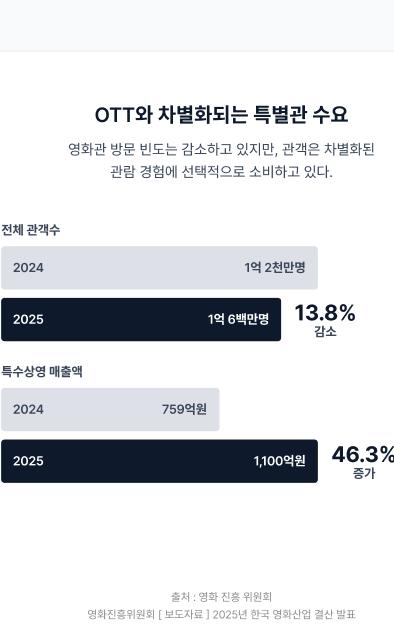 OTT와 차별화되는 특별관 수요
영화관 방문 빈도는 감소하고 있지만, 관객은 차별화된
관람 경험에 선택적으로 소비하고 있다.
전체 관객수
2024 1억 2천만명
2025 1억 6백만명
13.8%
감소
특수상영 매출액
2024 759억원
2025 1,100억원
46.3%
증가
출처 : 영화 진흥 위원회
영화진흥위원회 [ 보도자료 ] 2025년 한국 영화산업 결산 발표